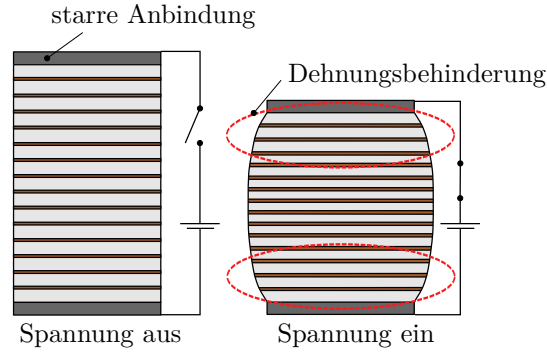 starre Anbindung
Dehnungsbehinderung
Spannung aus
Spannung ein